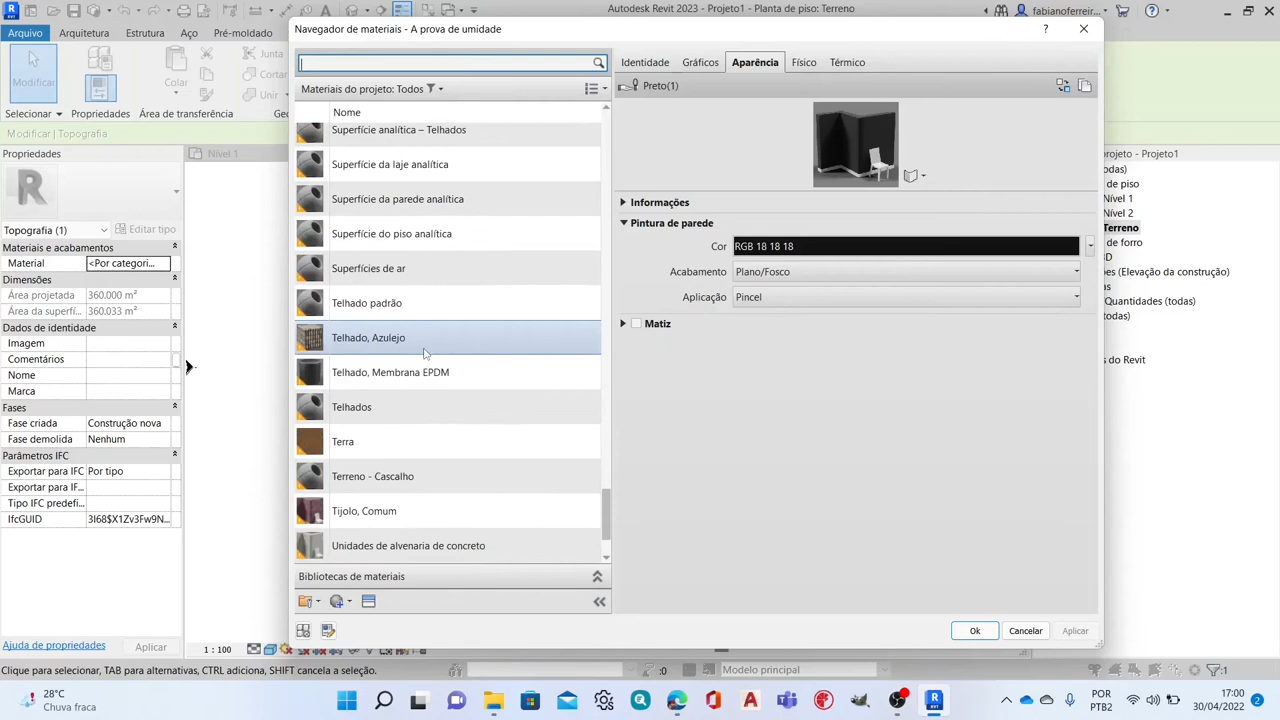 Autodesk Revit 2023 - Projeto1 - Planta de piso: Terreno
fabianoferreir...
Arquivo
Arquitetura
Estrutura
Aço
Pré-moldado
Modificar
Selecionar
Propriedades
Área de transferência
Junta
Cortar
Unir
Modificar | Topografia
Propriedades
Topografia (1)
Editar tipo
Materiais e acabamentos
Material
<Por categori...
Dimensões
Área projetada
360.000 m²
Área da superfí...
360.033 m²
Dados de identidade
Imagem
Comentários
Nome
Marca
Fases
Fase criada
Construção nova
Fase demolida
Nenhum
Parâmetros IFC
Exportar para IFC
Por tipo
Exportar para IF...
Tipo IFC predefi...
IfcGUID
3I68$X1Zv3Fw9N...
Ajuda de propriedades
Aplicar
Nível 1
1 : 100
Navegador de materiais - A prova de umidade
?
Materiais do projeto: Todos
Nome
Superfície analítica – Telhados
Superfície da laje analítica
Superfície da parede analítica
Superfície do piso analítica
Superfícies de ar
Telhado padrão
Telhado, Azulejo
Telhado, Membrana EPDM
Telhados
Terra
Terreno - Cascalho
Tijolo, Comum
Unidades de alvenaria de concreto
Bibliotecas de materiais
Identidade
Gráficos
Aparência
Físico
Térmico
Preto(1)
Informações
Pintura de parede
Cor
RGB 18 18 18
Acabamento
Plano/Fosco
Aplicação
Pincel
Matiz
Ok
Cancelar
Aplicar
projeto - Projeto1
odas)
de piso
Nível 1
Nível 2
Terreno
de forro
D
ões (Elevação da construção)
as
Quantidades (todas)
odas)
do Revit
Clique para selecionar, TAB para alternativas, CTRL adiciona, SHIFT cancela a seleção.
:0
Modelo principal
:1
28°C
Chuva fraca
POR
PTB2
17:00
30/04/2022
2